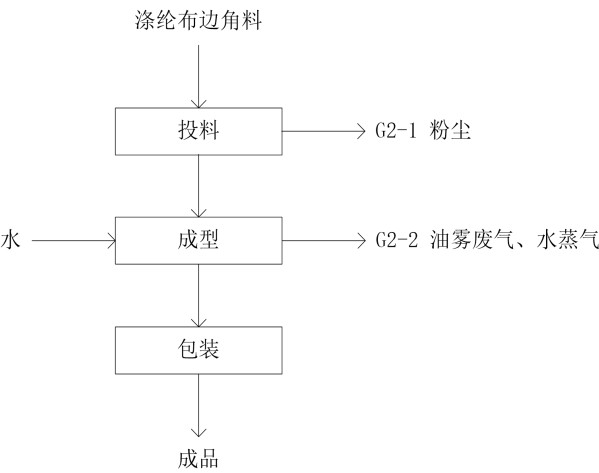 涤纶布边角料
投料
G2-1 粉尘
水
成型
G2-2 油雾废气、水蒸气
包装
成品